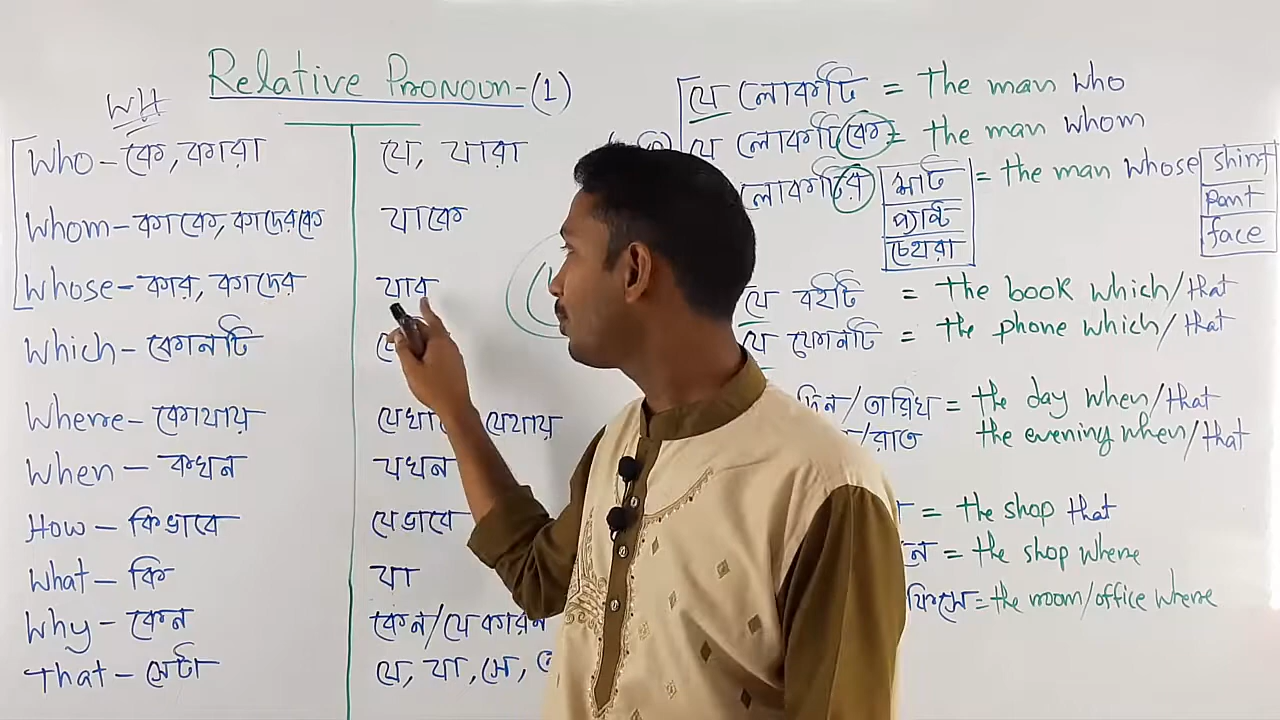 Relative Pronoun-(1)
WH
Who - কে, কারা যে, যারা
Whom - কাকে, কাদেরকে যাকে
Whose - কার, কাদের যার
Which - কোনটি
Where - কোথায় যেথায়
When - কখন যখন
How - কিভাবে যেভাবে
What - কি যা
Why - কেন কেন/যে কারন
That - সেটা যে, যা, সে,
যে লোকটি = The man who
যে লোকটিকে = the man whom
লোকটির শার্ট প্যান্ট চেহারা = the man whose shirt pant face
যে বইটি = the book which/that
যে ফোনটি = the phone which/that
দিন/তারিখ = the day when/that
/রাতে the evening when/that
= the shop that
= the shop where
ফিসে = the room/office where